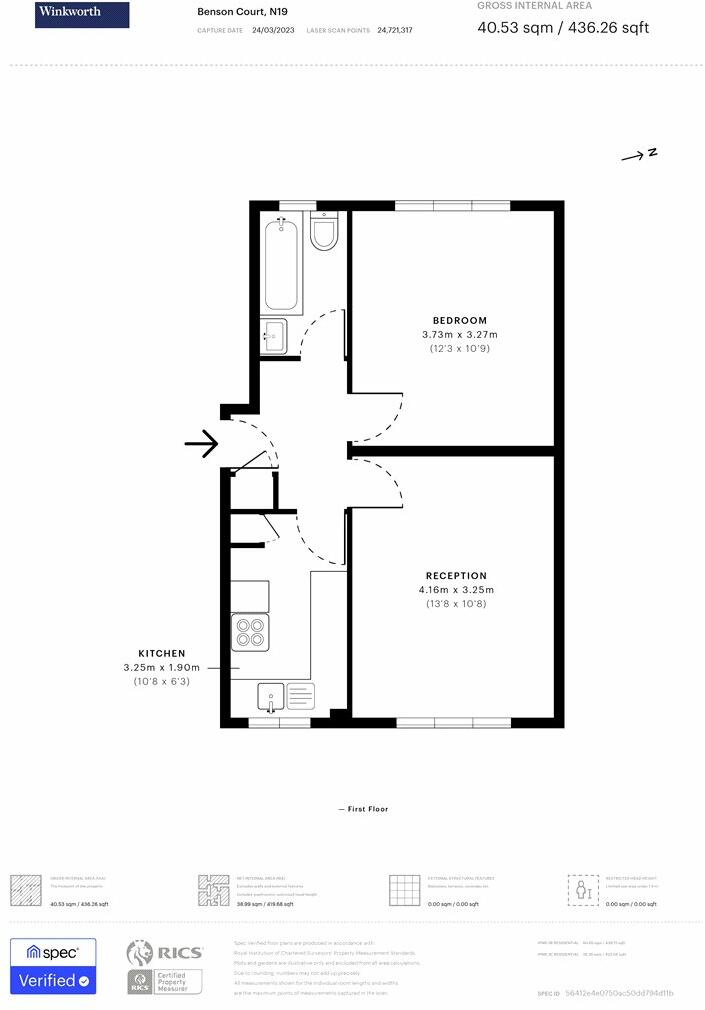 Winkworth
Benson Court, N19
CAPTURE DATE 24/03/2023 LASER SCAN POINTS 24,721,317
GROSS INTERNAL AREA
40.53 sqm / 436.26 sqft
N
BEDROOM
3.73m x 3.27m
(12'3 x 10'9)
RECEPTION
4.16m x 3.25m
(13'8 x 10'8)
KITCHEN
3.25m x 1.90m
(10'8 x 6'3)
— First Floor
GROSS INTERNAL AREA (GIA)
The footprint of the property
40.53 sqm / 436.26 sqft
NET INTERNAL AREA (NIA)
Excludes walls and external features
Includes washrooms, restricted head height
38.99 sqm / 419.68 sqft
EXTERNAL STRUCTURAL FEATURES
Balconies, terraces, verandas etc.
0.00 sqm / 0.00 sqft
RESTRICTED HEAD HEIGHT
Limited use area under 1.5 m
0.00 sqm / 0.00 sqft
spec
Verified
RICS
RICS
Certified
Property
Measurer
Spec verified floor plans are produced in accordance with
Royal Institution of Chartered Surveyors' Property Measurement Standards.
Plots and gardens are illustrative only and excluded from all area calculations.
Due to rounding, numbers may not add up precisely.
All measurements shown for the individual room lengths and widths
are the maximum points of measurements captured in the scan.
IPMS 3B RESIDENTIAL
IPMS 3C RESIDENTIAL
SPEC ID 56412e4e0750ac50dd794d11b